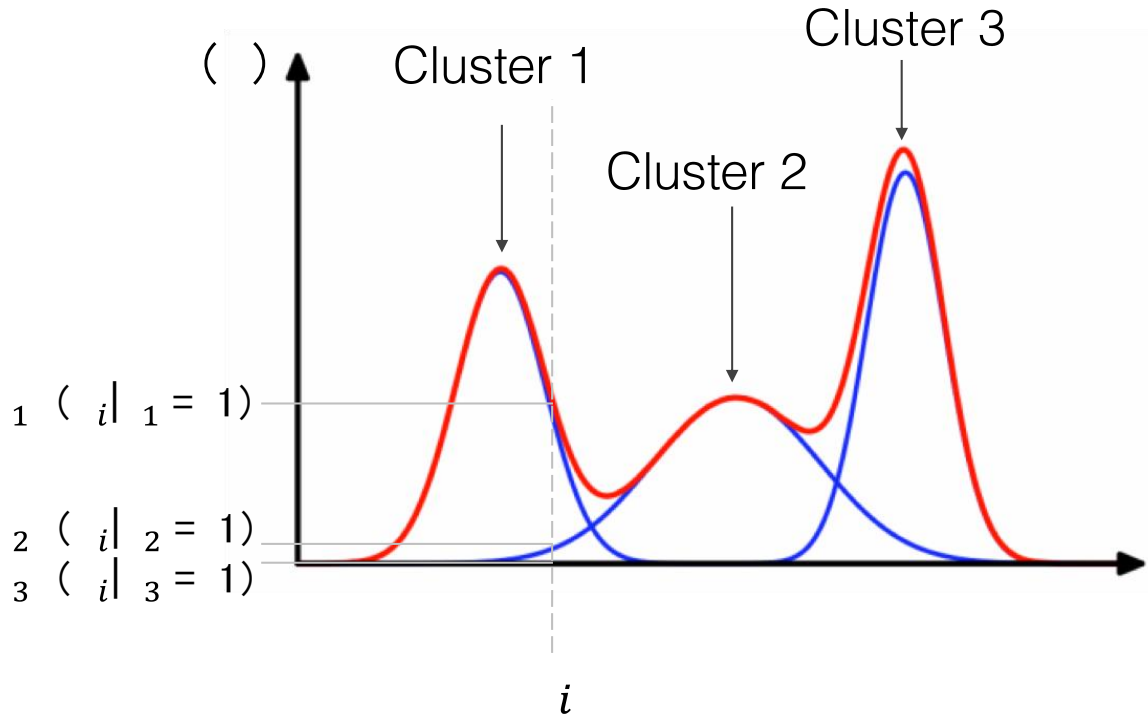 Cluster 3
( )
Cluster 1
Cluster 2
1 ( i| 1 = 1)
2 ( i| 2 = 1)
3 ( i| 3 = 1)
i